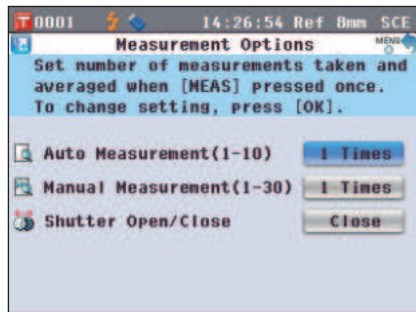 T 0001 14:26:54 Ref 8mm SCE
Measurement Options MENU
Set number of measurements taken and
averaged when [MEAS] pressed once.
To change setting, press [OK].
Auto Measurement(1-10) 1 Times
Manual Measurement(1-30) 1 Times
Shutter Open/Close Close